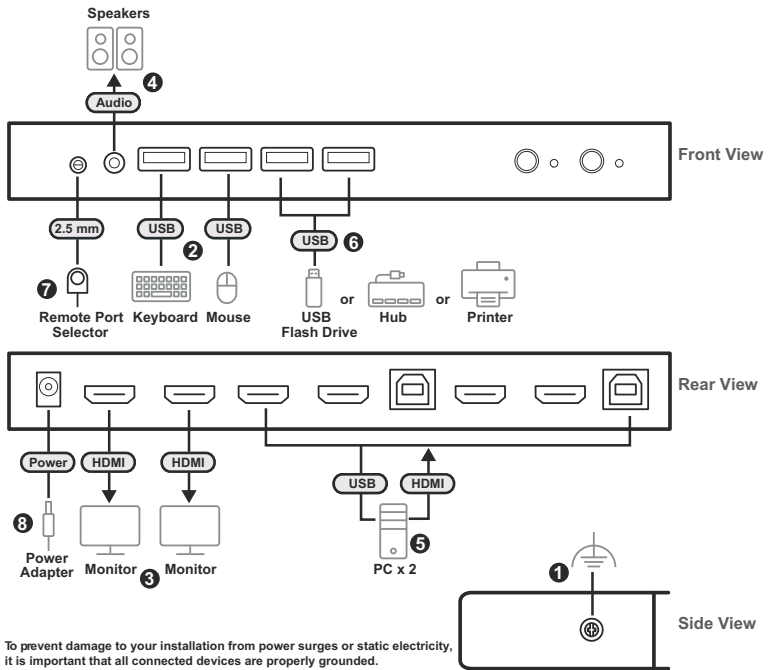 Speakers
4
Audio
Front View
2.5 mm
USB
2
USB
USB
6
7
Remote Port
Selector
Keyboard
Mouse
USB
Flash Drive
or
Hub
or
Printer
Rear View
Power
HDMI
HDMI
USB
HDMI
8
Power
Adapter
Monitor
3
Monitor
5
PC x 2
1
Side View
To prevent damage to your installation from power surges or static electricity,
it is important that all connected devices are properly grounded.